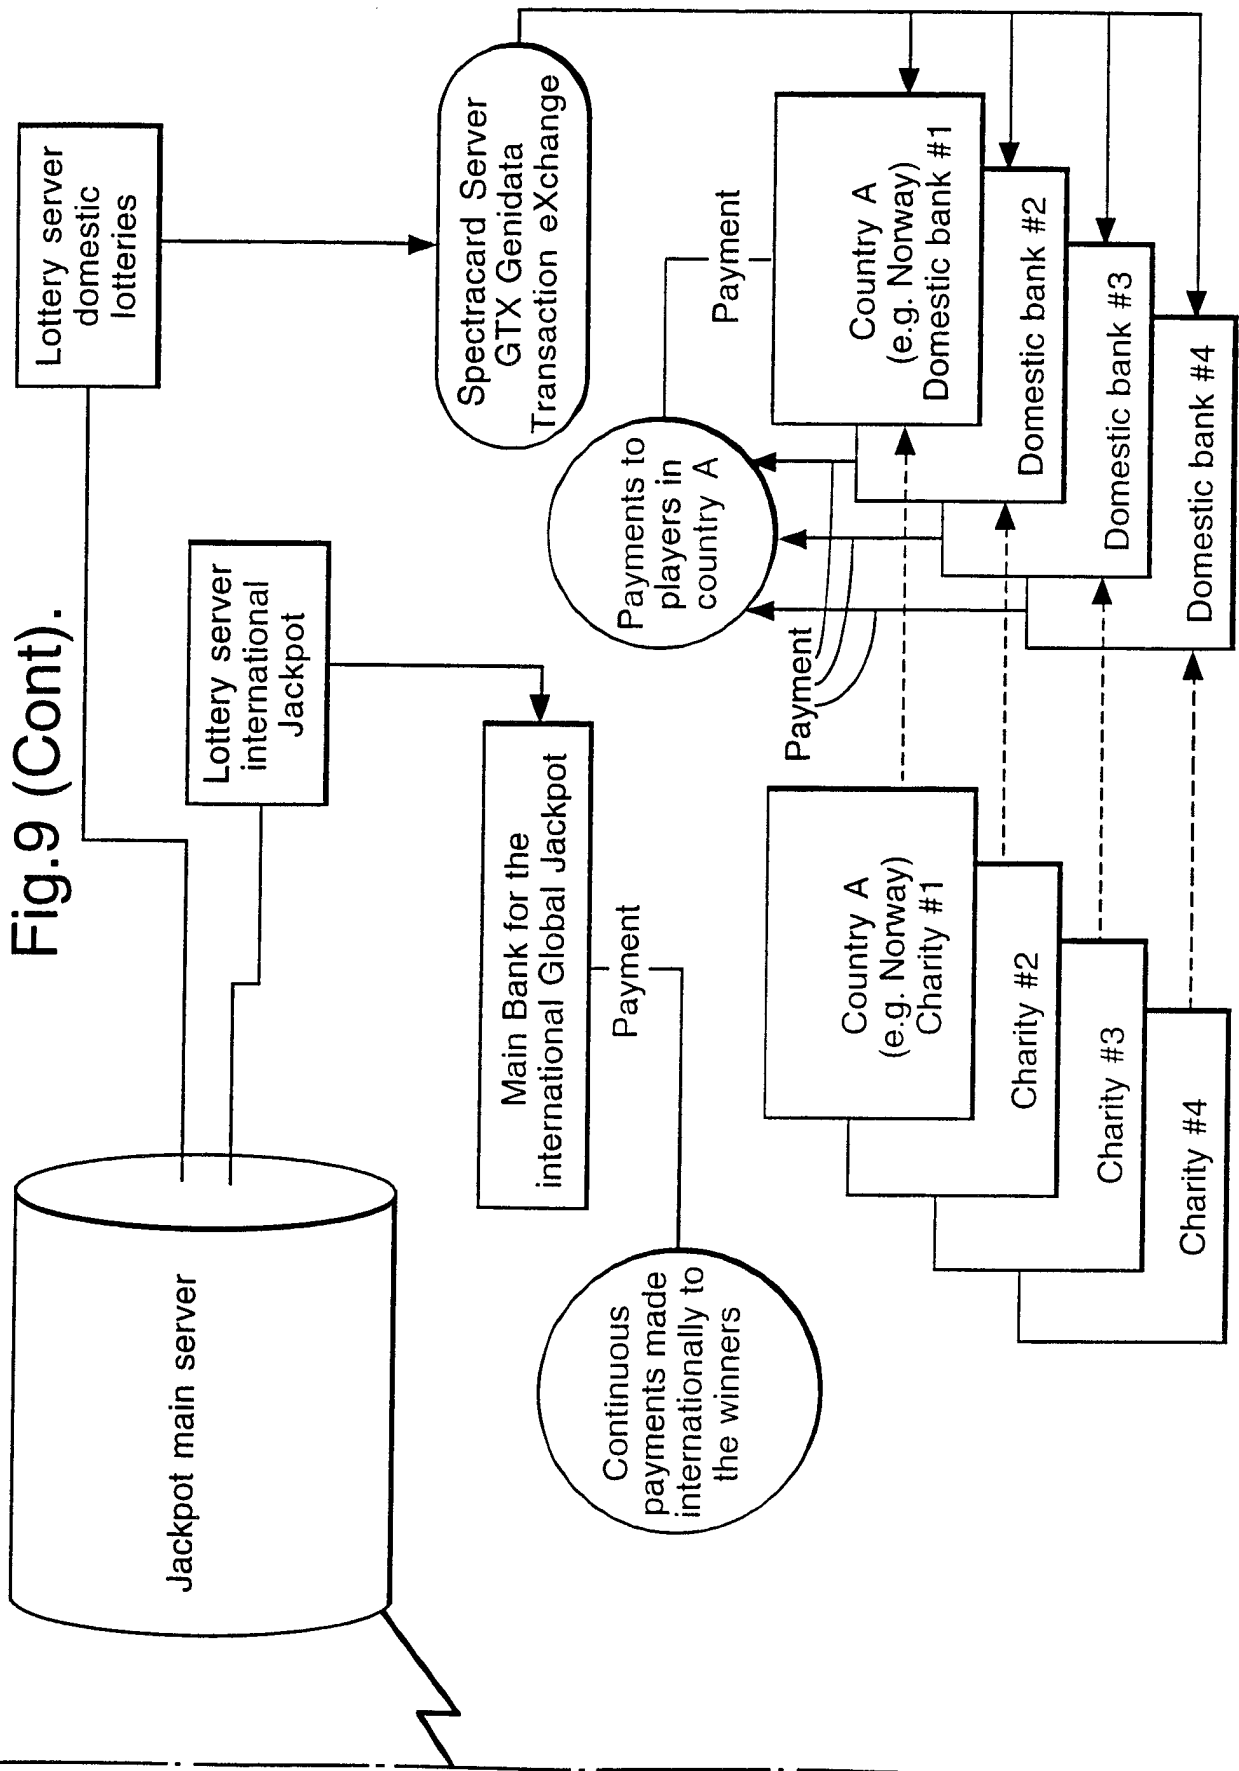 Fig.9 (Cont).
Jackpot main server
Lottery server
domestic
lotteries
Lottery server
international
Jackpot
Spectracard Server
GTX Genidata
Transaction eXchange
Main Bank for the
international Global Jackpot
Payment
Continuous
payments made
internationally to
the winners
Payments to
players in
country A
Payment
Payment
Country A
(e.g. Norway)
Charity #1
Charity #2
Charity #3
Charity #4
Country A
(e.g. Norway)
Domestic bank #1
Domestic bank #2
Domestic bank #3
Domestic bank #4